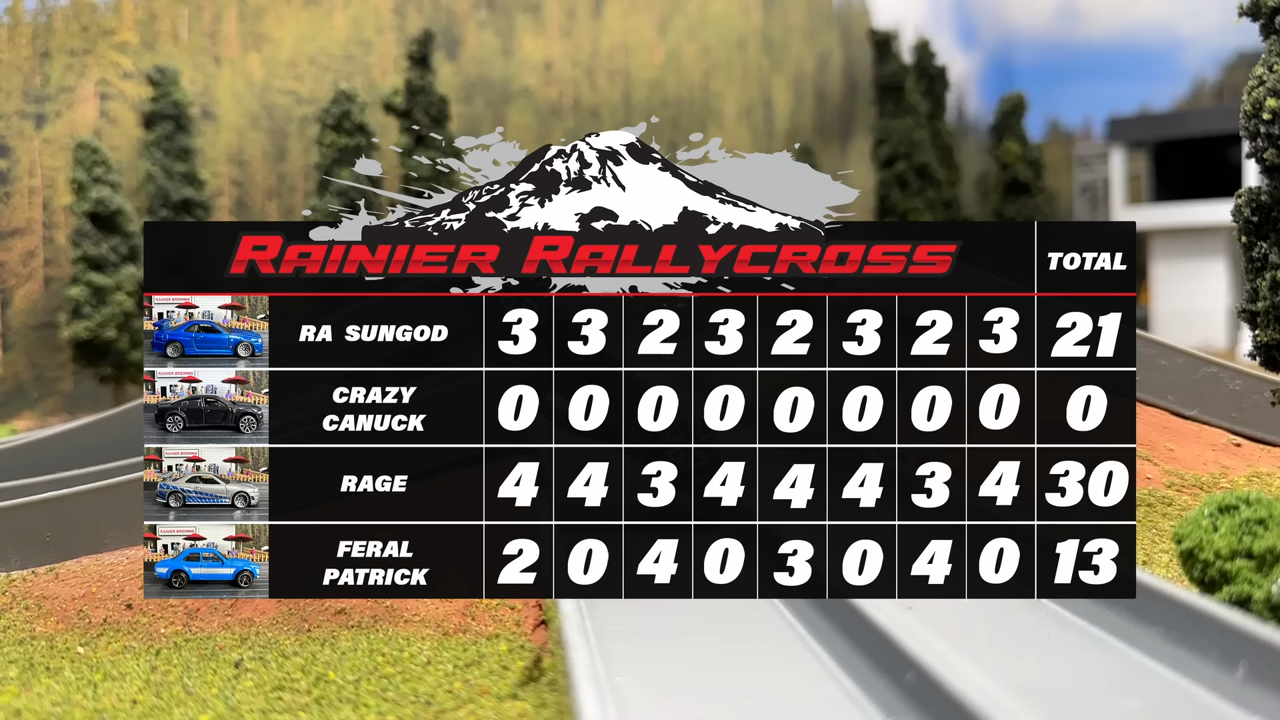 RAINIER RALLYCROSS TOTAL
RA SUNGOD 3 3 2 3 2 3 2 3 21
CRAZY
CANUCK 0 0 0 0 0 0 0 0 0
RAGE 4 4 3 4 4 4 3 4 30
FERAL
PATRICK 2 0 4 0 3 0 4 0 13